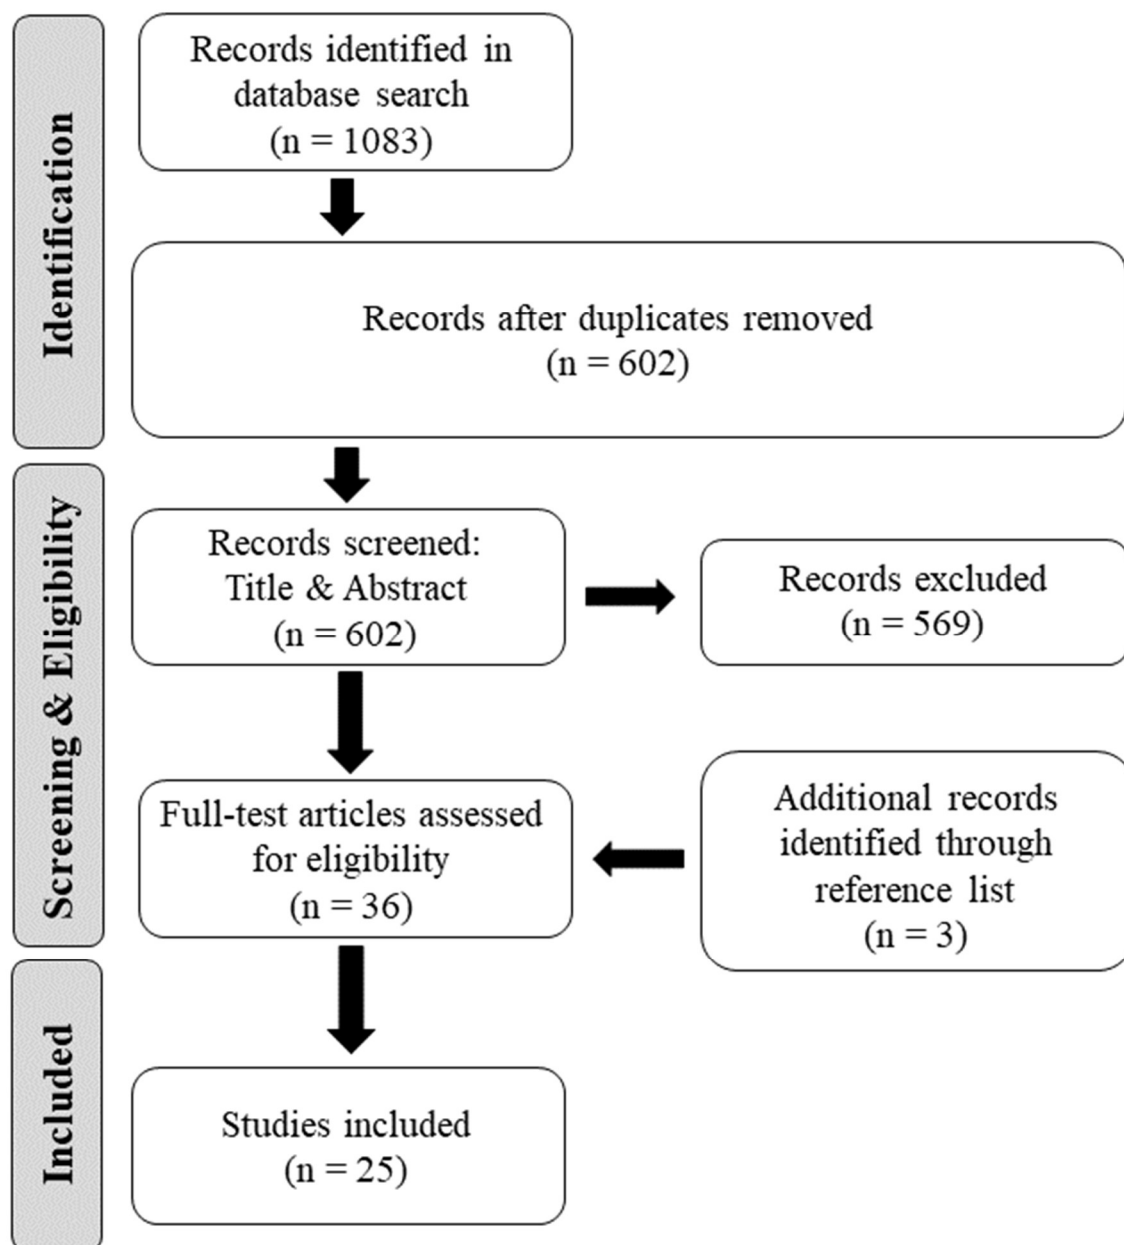 Identification
Records identified in
database search
(n = 1083)
Records after duplicates removed
(n = 602)
Screening & Eligibility
Records screened:
Title & Abstract
(n = 602)
Records excluded
(n = 569)
Full-test articles assessed
for eligibility
(n = 36)
Additional records
identified through
reference list
(n = 3)
Included
Studies included
(n = 25)